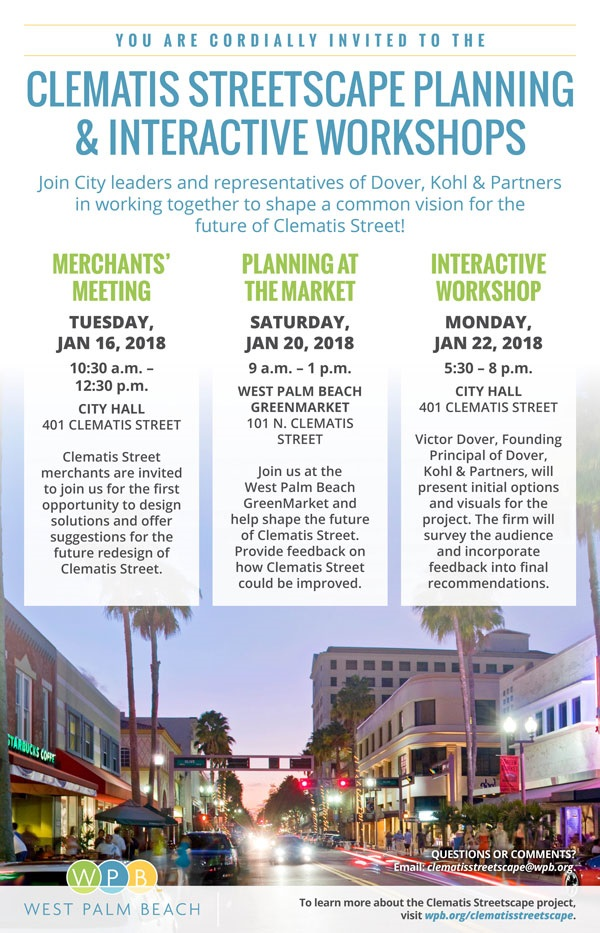 YOU ARE CORDIALLY INVITED TO THE
CLEMATIS STREETSCAPE PLANNING
& INTERACTIVE WORKSHOPS
Join City leaders and representatives of Dover, Kohl & Partners
in working together to shape a common vision for the
future of Clematis Street!
MERCHANTS’
MEETING
TUESDAY,
JAN 16, 2018
10:30 a.m. –
12:30 p.m.
CITY HALL
401 CLEMATIS STREET
Clematis Street
merchants are invited
to join us for the first
opportunity to design
solutions and offer
suggestions for the
future redesign of
Clematis Street.
PLANNING AT
THE MARKET
SATURDAY,
JAN 20, 2018
9 a.m. – 1 p.m.
WEST PALM BEACH
GREENMARKET
101 N. CLEMATIS
STREET
Join us at the
West Palm Beach
GreenMarket and
help shape the future
of Clematis Street.
Provide feedback on
how Clematis Street
could be improved.
INTERACTIVE
WORKSHOP
MONDAY,
JAN 22, 2018
5:30 – 8 p.m.
CITY HALL
401 CLEMATIS STREET
Victor Dover, Founding
Principal of Dover,
Kohl & Partners, will
present initial options
and visuals for the
project. The firm will
survey the audience
and incorporate
feedback into final
recommendations.
STARBUCKS COFFEE
QUESTIONS OR COMMENTS?
Email: clematisstreetscape@wpb.org.
WPB
WEST PALM BEACH
To learn more about the Clematis Streetscape project,
visit wpb.org/clematisstreetscape.